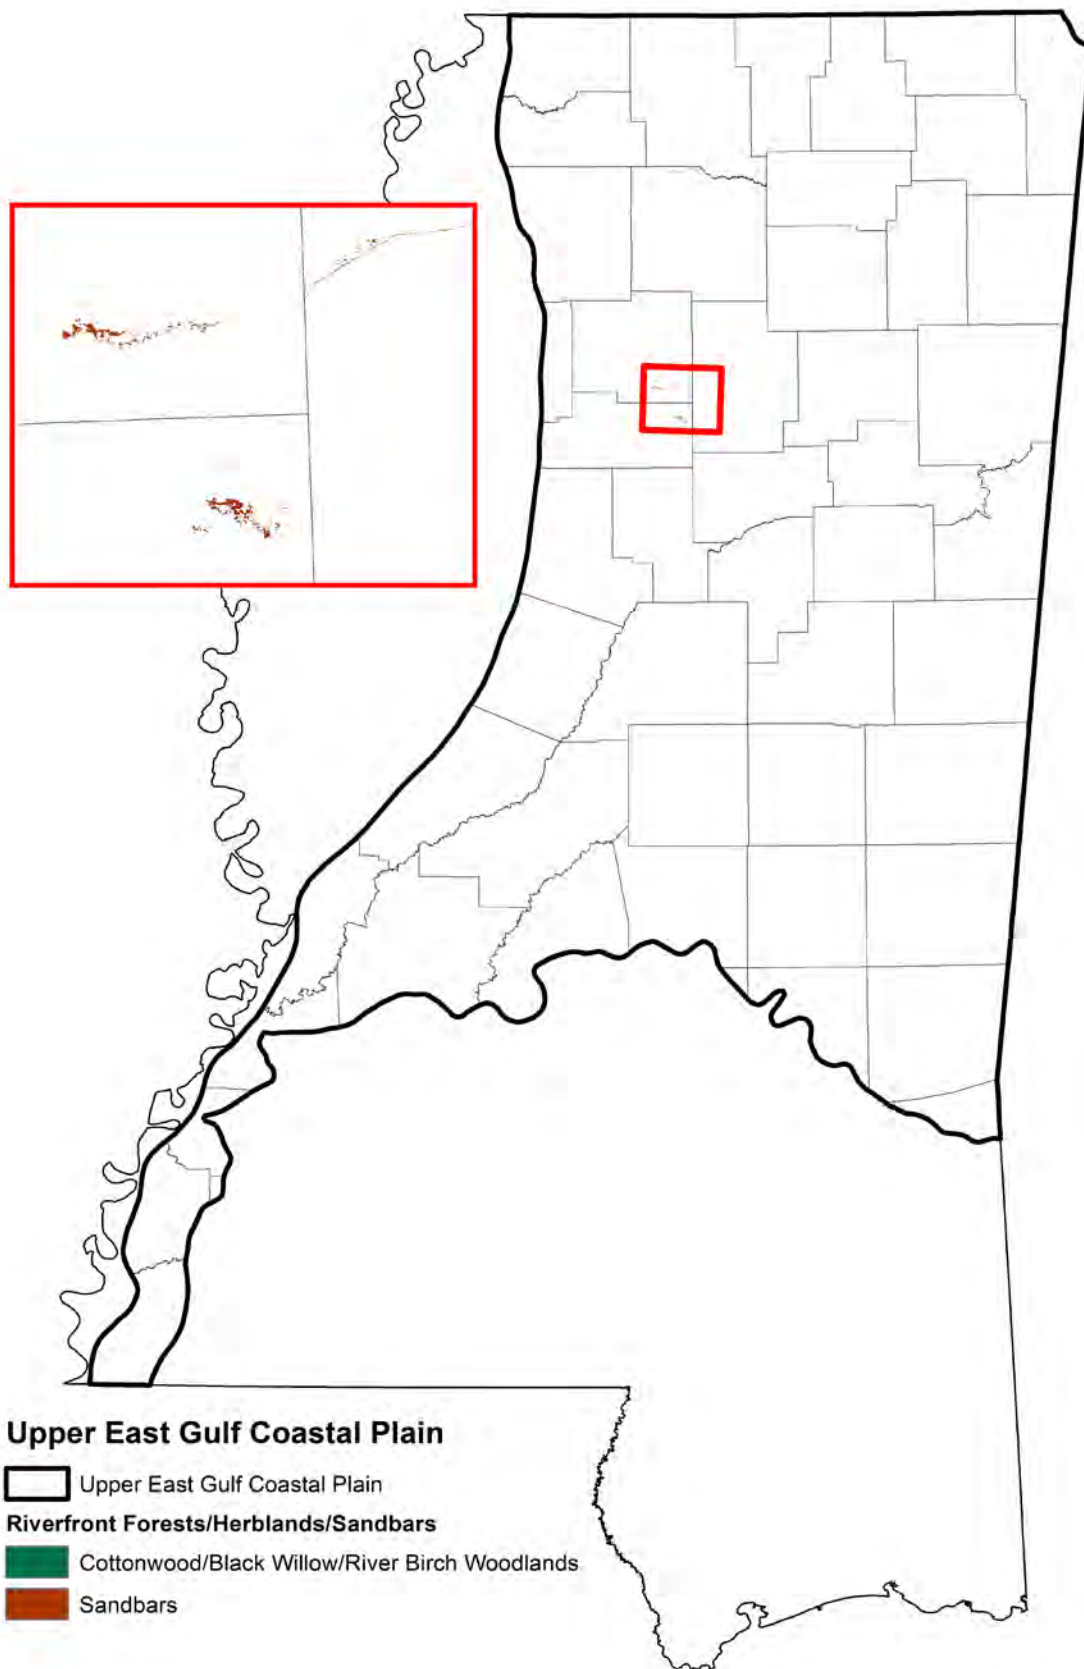 Upper East Gulf Coastal Plain
Upper East Gulf Coastal Plain
Riverfront Forests/Herblands/Sandbars
Cottonwood/Black Willow/River Birch Woodlands
Sandbars